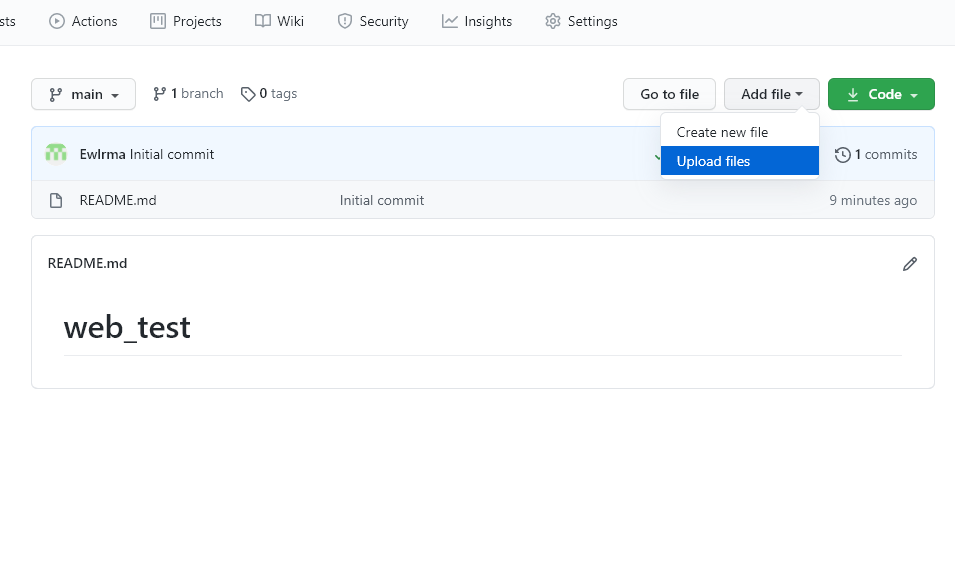 sts Actions Projects Wiki Security Insights Settings
main 1 branch 0 tags Go to file Add file Code
Create new file
Ewlrma Initial commit 1 commits
Upload files
README.md Initial commit 9 minutes ago
README.md
web_test